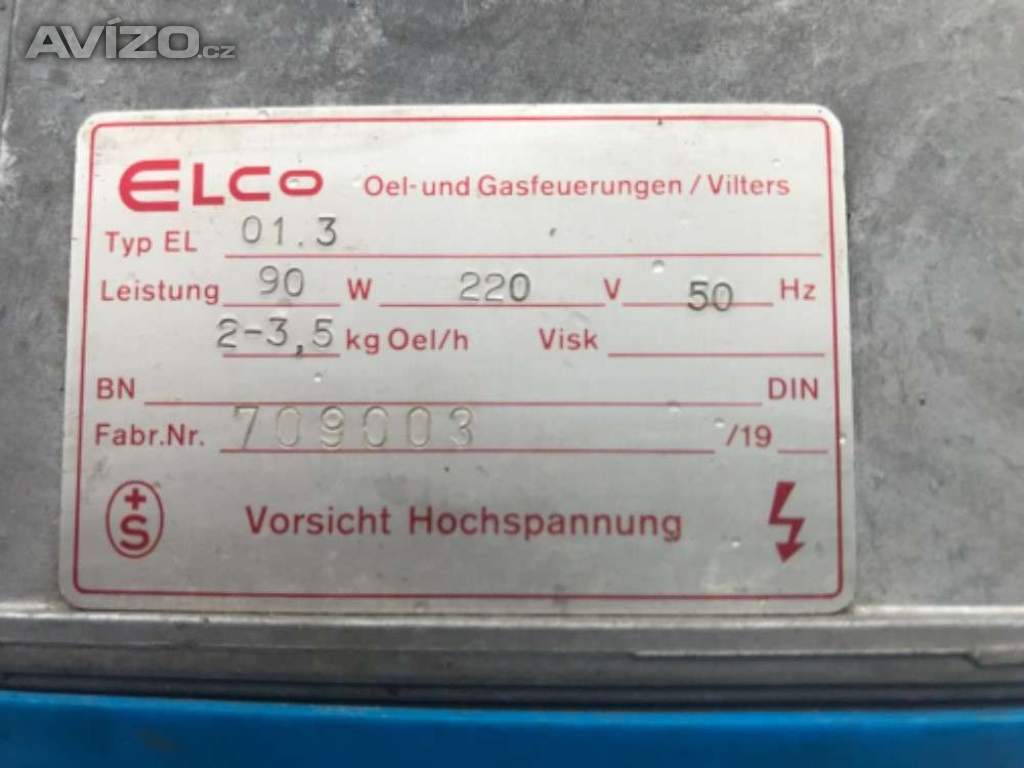 AVÍZO.cz
ELCO Oel-und Gasfeuerungen / Vilters
Typ EL 01.3
Leistung 90 W 220 V 50 Hz
2-3,5 kg Oel/h Visk
BN DIN
Fabr.Nr. 709003 /19
+S Vorsicht Hochspannung